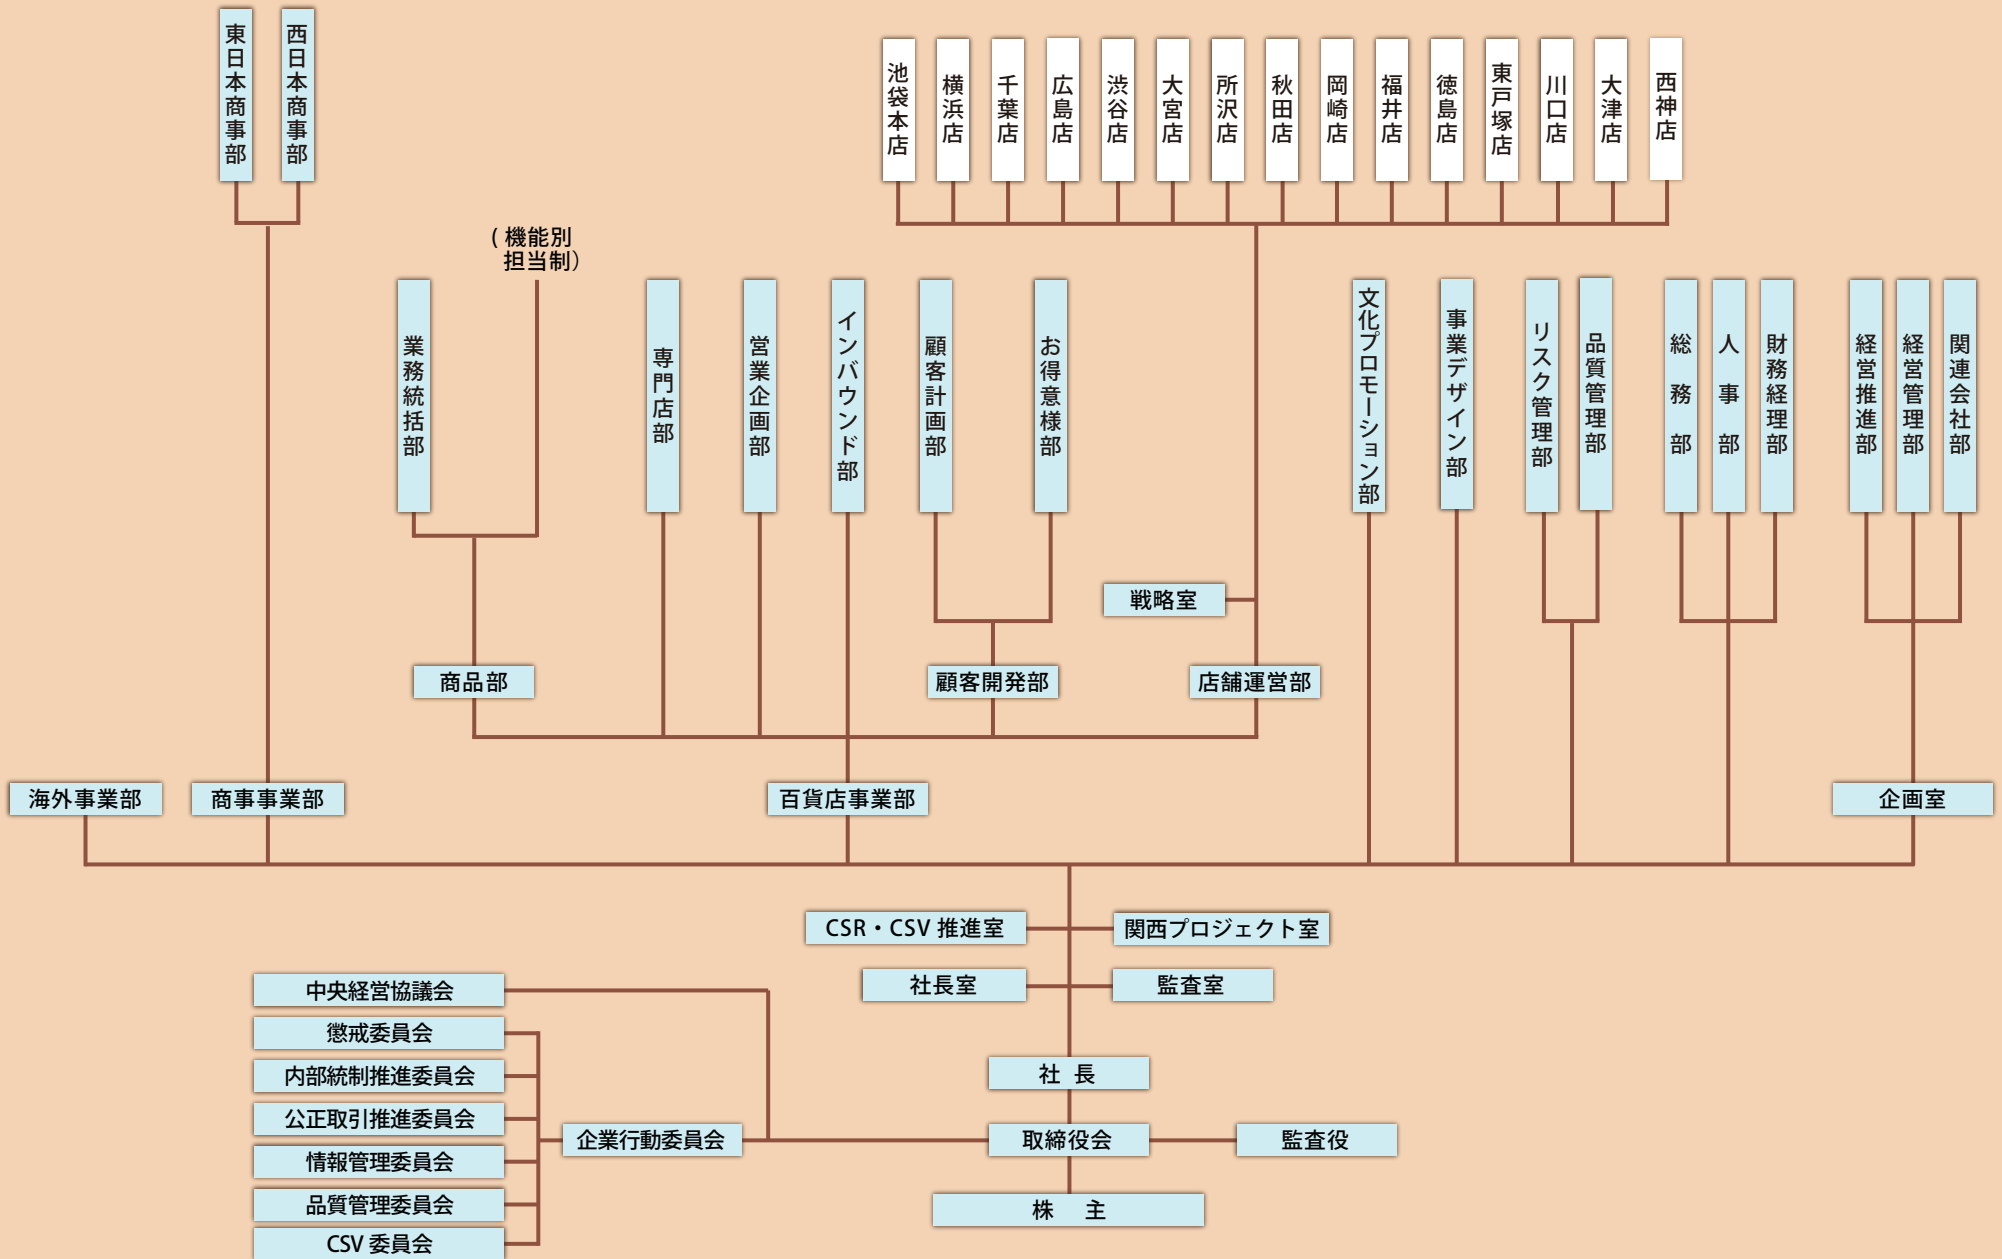 東日本商事部
西日本商事部
池袋本店
横浜店
千葉店
広島店
渋谷店
大宮店
所沢店
秋田店
岡崎店
福井店
徳島店
東戸塚店
川口店
大津店
西神店
(機能別
担当制)
業務統括部
専門店部
営業企画部
インバウンド部
顧客計画部
お得意様部
文化プロモーション部
事業デザイン部
リスク管理部
品質管理部
総務部
人事部
財務経理部
経営推進部
経営管理部
関連会社部
戦略室
商品部
顧客開発部
店舗運営部
海外事業部
商事事業部
百貨店事業部
企画室
CSR・CSV 推進室
関西プロジェクト室
社長室
監査室
中央経営協議会
懲戒委員会
内部統制推進委員会
公正取引推進委員会
情報管理委員会
品質管理委員会
CSV 委員会
企業行動委員会
社 長
取締役会
監査役
株 主